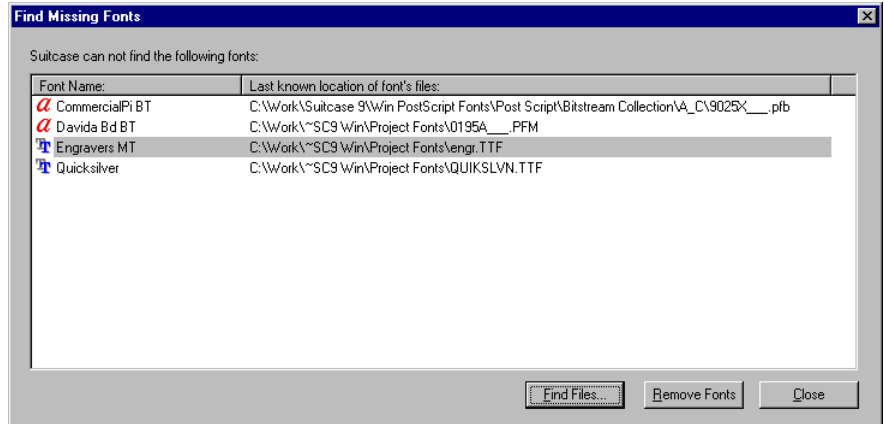 Find Missing Fonts
Suitcase can not find the following fonts:
Font Name: Last known location of font's files:
CommercialPi BT C:\Work\Suitcase 9\Win PostScript Fonts\Post Script\Bitstream Collection\A_C\9025X___.pfb
Davida Bd BT C:\Work\~SC9 Win\Project Fonts\0195A___.PFM
Engravers MT C:\Work\~SC9 Win\Project Fonts\engr.TTF
Quicksilver C:\Work\~SC9 Win\Project Fonts\QUIKSLVN.TTF
Find Files... Remove Fonts Close